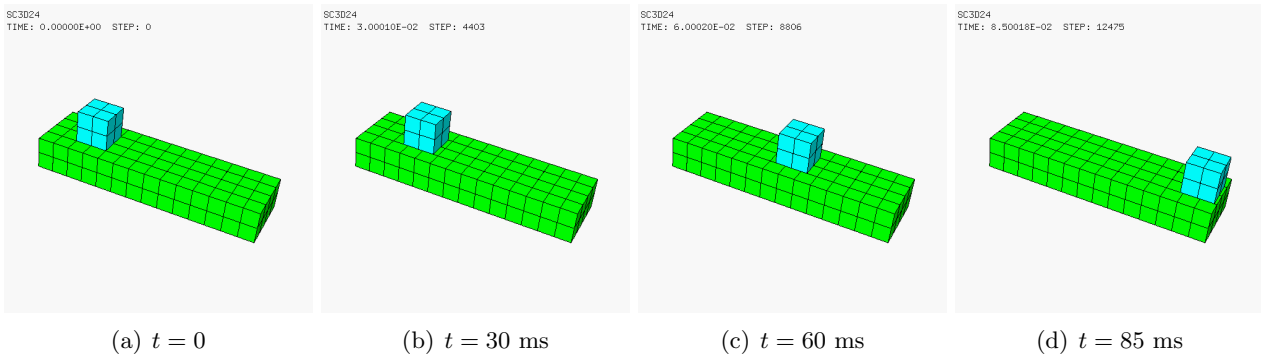 SC3D24
TIME: 0.00000E+00 STEP: 0
SC3D24
TIME: 3.00010E-02 STEP: 4403
SC3D24
TIME: 6.00020E-02 STEP: 8806
SC3D24
TIME: 8.50018E-02 STEP: 12475
(a) t = 0
(b) t = 30 ms
(c) t = 60 ms
(d) t = 85 ms